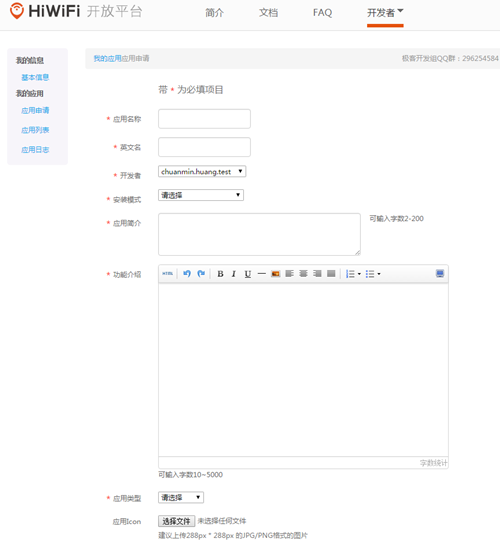 HiWiFi 开放平台
简介 文档 FAQ 开发者
我的信息
基本信息
我的应用
应用申请
应用列表
应用日志
我的应用应用申请 极客开发组QQ群：296254584
带 * 为必填项目
* 应用名称
* 英文名
* 开发者 chuanmin.huang.test
* 安装模式 请选择
* 应用简介 可输入字数2-200
* 功能介绍 HTML B I U
字数统计
可输入字数10~5000
* 应用类型 请选择
应用Icon 选择文件 未选择任何文件
建议上传288px * 288px 的JPG/PNG格式的图片